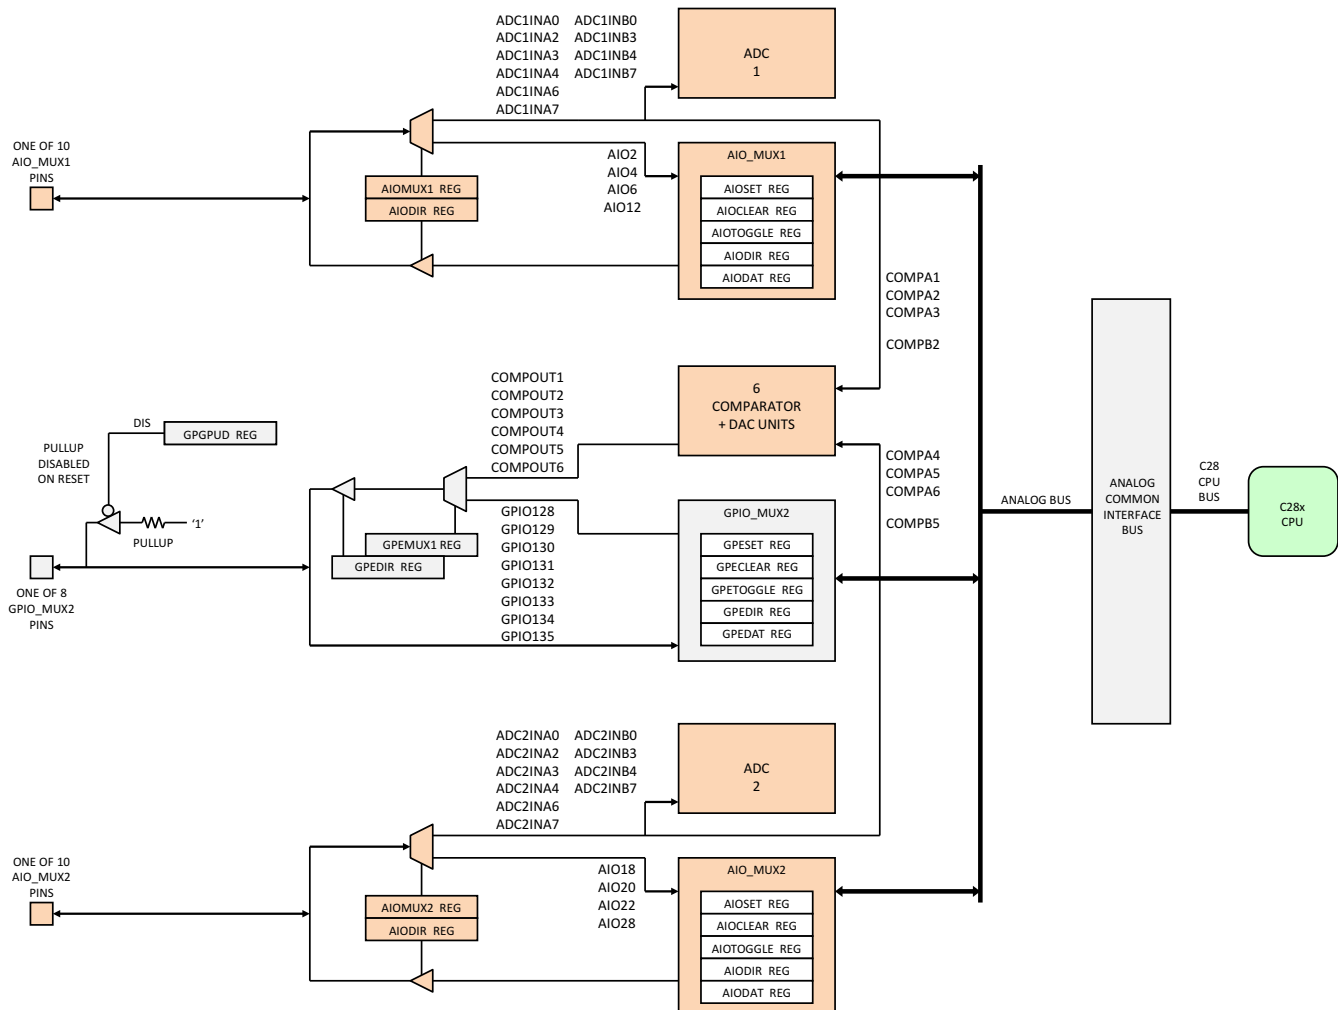 ADC1INA0 ADC1INB0
ADC1INA2 ADC1INB3
ADC1INA3 ADC1INB4
ADC1INA4 ADC1INB7
ADC1INA6
ADC1INA7
ADC
1
ONE OF 10
AIO_MUX1
PINS
AIOMUX1 REG
AIODIR REG
AIO2
AIO4
AIO6
AIO12
AIO_MUX1
AIOSET REG
AIOCLEAR REG
AIOTOGGLE REG
AIODIR REG
AIODAT REG
COMPA1
COMPA2
COMPA3
COMPB2
COMPOUT1
COMPOUT2
COMPOUT3
COMPOUT4
COMPOUT5
COMPOUT6
6
COMPARATOR
+ DAC UNITS
DIS
GPGPUD REG
PULLUP
DISABLED
ON RESET
'1'
PULLUP
ONE OF 8
GPIO_MUX2
PINS
GPEMUX1 REG
GPEDIR REG
GPIO128
GPIO129
GPIO130
GPIO131
GPIO132
GPIO133
GPIO134
GPIO135
GPIO_MUX2
GPESET REG
GPECLEAR REG
GPETOGGLE REG
GPEDIR REG
GPEDAT REG
COMPA4
COMPA5
COMPA6
COMPB5
ANALOG BUS
ANALOG
COMMON
INTERFACE
BUS
C28
CPU
BUS
C28x
CPU
ADC2INA0 ADC2INB0
ADC2INA2 ADC2INB3
ADC2INA3 ADC2INB4
ADC2INA4 ADC2INB7
ADC2INA6
ADC2INA7
ADC
2
ONE OF 10
AIO_MUX2
PINS
AIOMUX2 REG
AIODIR REG
AIO18
AIO20
AIO22
AIO28
AIO_MUX2
AIOSET REG
AIOCLEAR REG
AIOTOGGLE REG
AIODIR REG
AIODAT REG